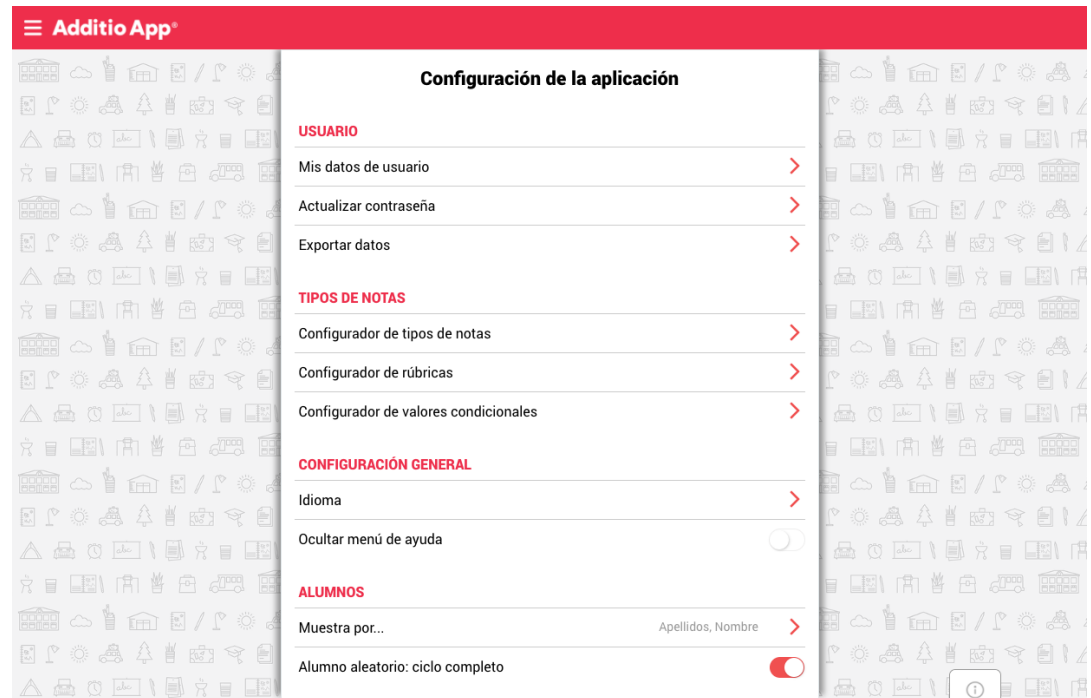 Additio App®
Configuración de la aplicación
USUARIO
Mis datos de usuario
Actualizar contraseña
Exportar datos
TIPOS DE NOTAS
Configurador de tipos de notas
Configurador de rúbricas
Configurador de valores condicionales
CONFIGURACIÓN GENERAL
Idioma
Ocultar menú de ayuda
ALUMNOS
Muestra por... Apellidos, Nombre
Alumno aleatorio: ciclo completo